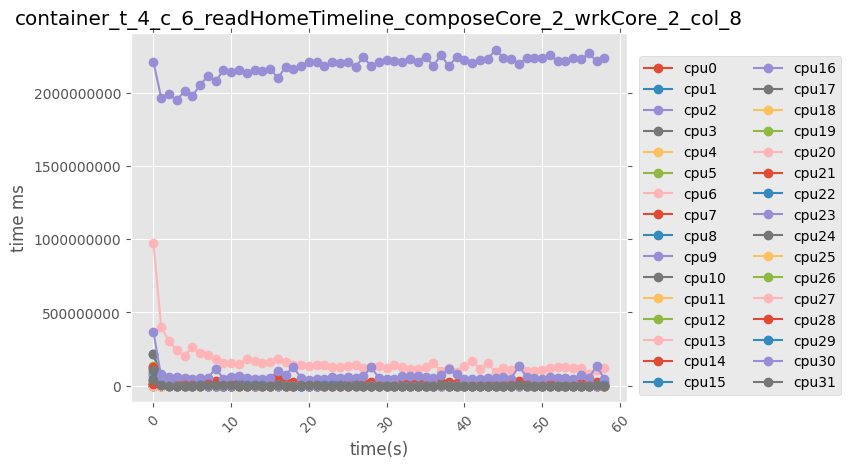 container_t_4_c_6_readHomeTimeline_composeCore_2_wrkCore_2_col_8
time ms
2000000000
1500000000
1000000000
500000000
0
0
10
20
30
40
50
60
time(s)
cpu0
cpu1
cpu2
cpu3
cpu4
cpu5
cpu6
cpu7
cpu8
cpu9
cpu10
cpu11
cpu12
cpu13
cpu14
cpu15
cpu16
cpu17
cpu18
cpu19
cpu20
cpu21
cpu22
cpu23
cpu24
cpu25
cpu26
cpu27
cpu28
cpu29
cpu30
cpu31